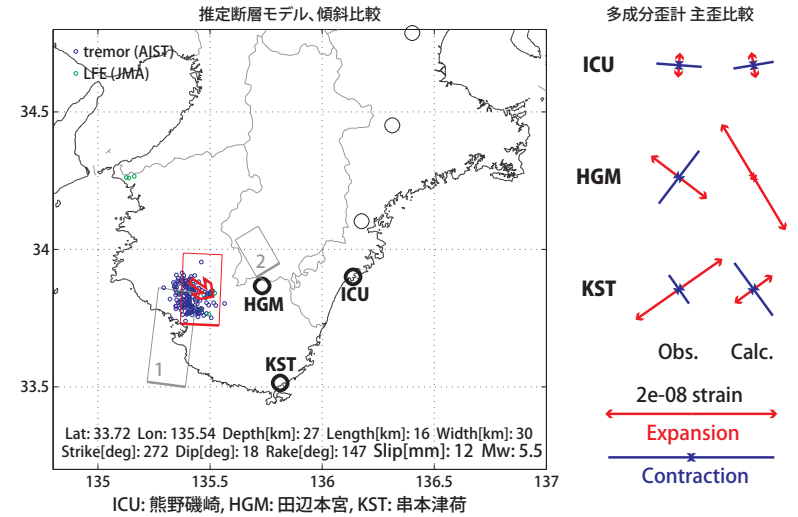 推定断層モデル、傾斜比較
多成分歪計 主歪比較
tremor (AIST)
LFE (JMA)
34.5
34
33.5
135
135.5
136
136.5
137
1
2
HGM
ICU
KST
Lat: 33.72 Lon: 135.54 Depth[km]: 27 Length[km]: 16 Width[km]: 30
Strike[deg]: 272 Dip[deg]: 18 Rake[deg]: 147 Slip[mm]: 12 Mw: 5.5
ICU: 熊野磯崎, HGM: 田辺本宮, KST: 串本津荷
ICU
HGM
KST
Obs. Calc.
2e-08 strain
Expansion
Contraction